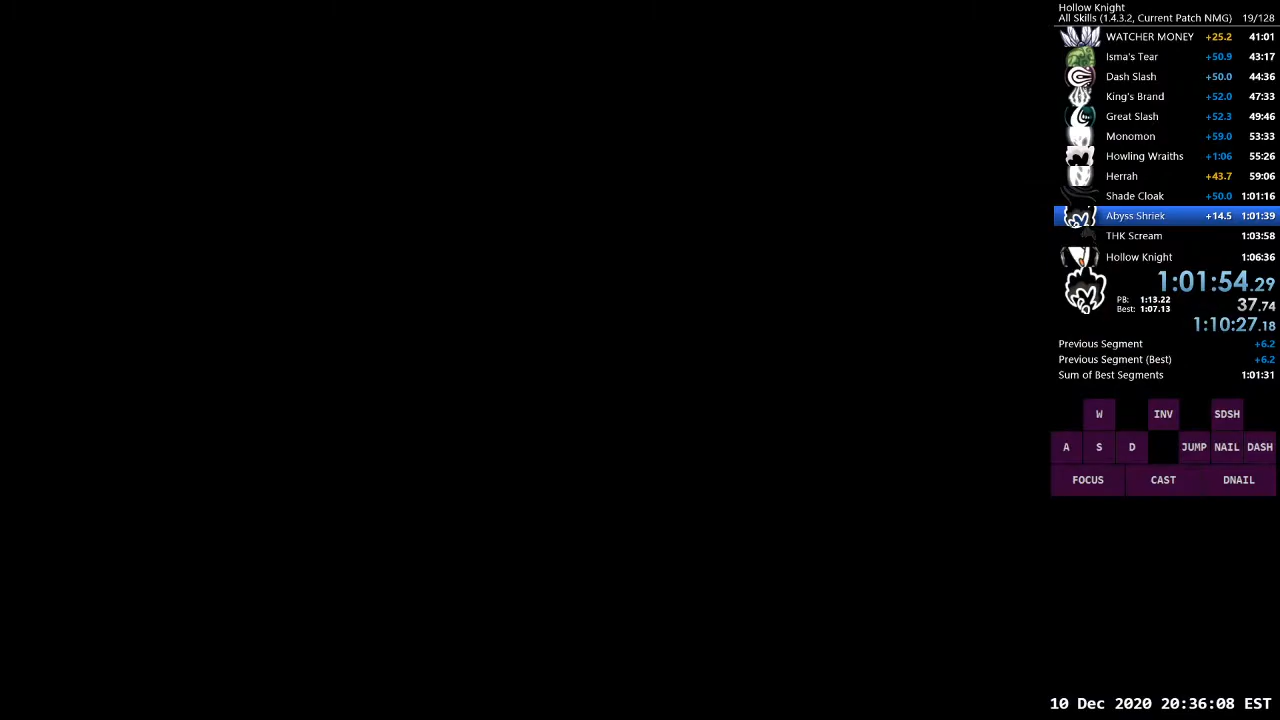 Hollow Knight
All Skills (1.4.3.2, Current Patch NMG) 19/128
WATCHER MONEY +25.2 41:01
Isma's Tear +50.9 43:17
Dash Slash +50.0 44:36
King's Brand +52.0 47:33
Great Slash +52.3 49:46
Monomon +59.0 53:33
Howling Wraiths +1:06 55:26
Herrah +43.7 59:06
Shade Cloak +50.0 1:01:16
Abyss Shriek +14.5 1:01:39
THK Scream 1:03:58
Hollow Knight 1:06:36
1:01:54.29
PB: 1:13.22 37.74
Best: 1:07.13
1:10:27.18
Previous Segment +6.2
Previous Segment (Best) +6.2
Sum of Best Segments 1:01:31
W INV SDSH
A S D JUMP NAIL DASH
FOCUS CAST DNAIL
10 Dec 2020 20:36:08 EST